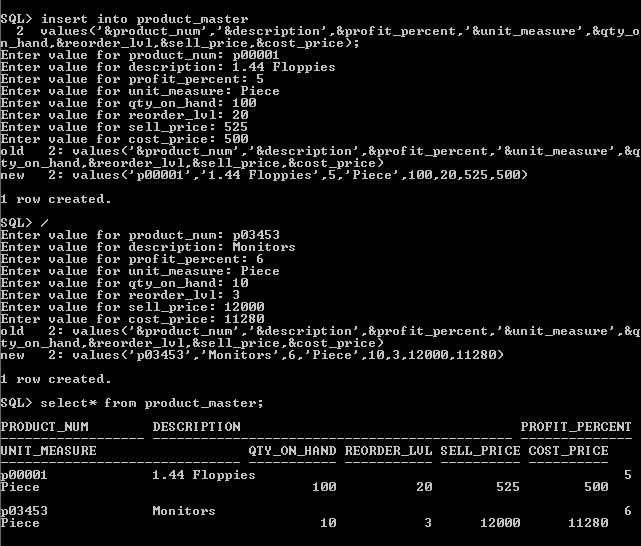 SQL> insert into product_master
  2  values('&product_num','&description',&profit_percent,'&unit_measure',&qty_o
n_hand,&reorder_lvl,&sell_price,&cost_price);
Enter value for product_num: p00001
Enter value for description: 1.44 Floppies
Enter value for profit_percent: 5
Enter value for unit_measure: Piece
Enter value for qty_on_hand: 100
Enter value for reorder_lvl: 20
Enter value for sell_price: 525
Enter value for cost_price: 500
old   2: values('&product_num','&description',&profit_percent,'&unit_measure',&q
ty_on_hand,&reorder_lvl,&sell_price,&cost_price)
new   2: values('p00001','1.44 Floppies',5,'Piece',100,20,525,500)
1 row created.
SQL> /
Enter value for product_num: p03453
Enter value for description: Monitors
Enter value for profit_percent: 6
Enter value for unit_measure: Piece
Enter value for qty_on_hand: 10
Enter value for reorder_lvl: 3
Enter value for sell_price: 12000
Enter value for cost_price: 11280
old   2: values('&product_num','&description',&profit_percent,'&unit_measure',&q
ty_on_hand,&reorder_lvl,&sell_price,&cost_price)
new   2: values('p03453','Monitors',6,'Piece',10,3,12000,11280)
1 row created.
SQL> select* from product_master;
PRODUCT_NUM        DESCRIPTION                                   PROFIT_PERCENT
UNIT_MEASURE                   QTY_ON_HAND REORDER_LVL SELL_PRICE COST_PRICE
p00001             1.44 Floppies                                              5
Piece                                  100          20        525        500
p03453             Monitors                                                   6
Piece                                   10           3      12000      11280